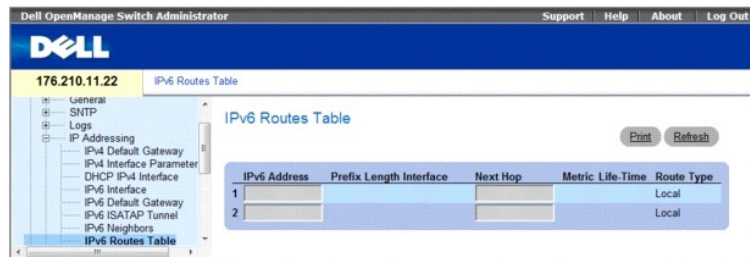 Dell OpenManage Switch Administrator
Support Help About Log Out
DELL
176.210.11.22
IPv6 Routes Table
General
SNTP
Logs
IP Addressing
IPv4 Default Gateway
IPv4 Interface Parameter
DHCP IPv4 Interface
IPv6 Interface
IPv6 Default Gateway
IPv6 ISATAP Tunnel
IPv6 Neighbors
IPv6 Routes Table
IPv6 Routes Table
Print Refresh
IPv6 Address Prefix Length Interface Next Hop Metric Life-Time Route Type
1 Local
2 Local